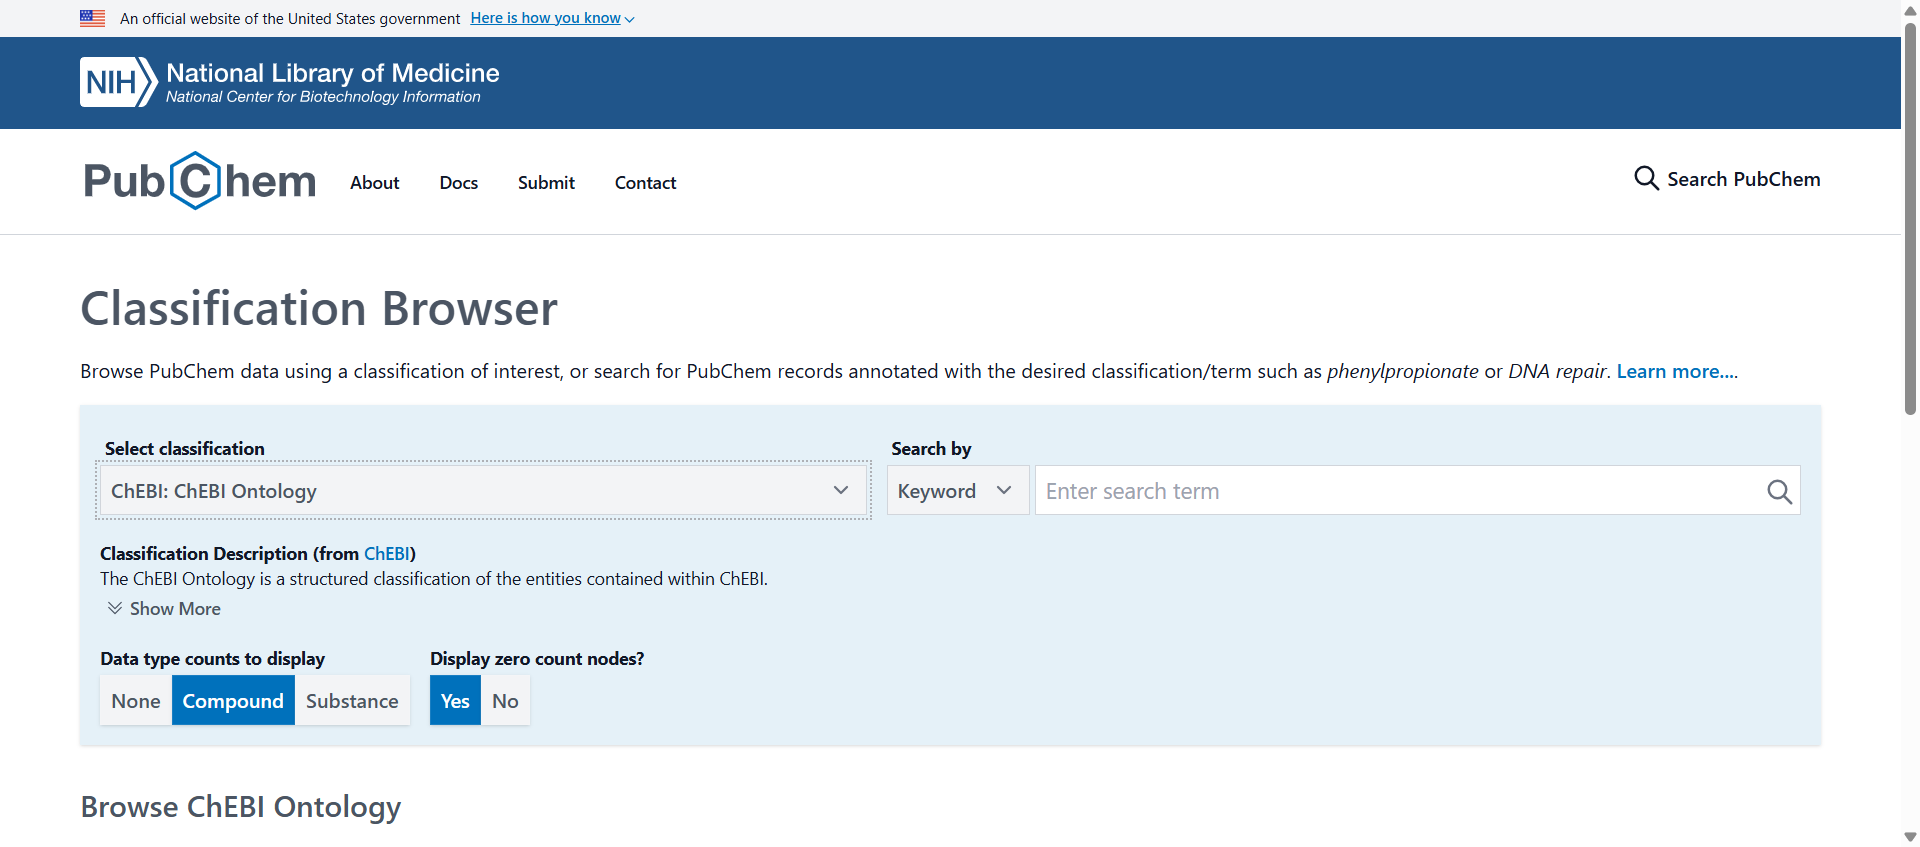 An official website of the United States government Here is how you know
NIH National Library of Medicine
National Center for Biotechnology Information
PubChem About Docs Submit Contact Search PubChem
Classification Browser
Browse PubChem data using a classification of interest, or search for PubChem records annotated with the desired classification/term such as phenylpropionate or DNA repair. Learn more....
Select classification Search by
ChEBI: ChEBI Ontology Keyword Enter search term
Classification Description (from ChEBI)
The ChEBI Ontology is a structured classification of the entities contained within ChEBI.
Show More
Data type counts to display Display zero count nodes?
None Compound Substance Yes No
Browse ChEBI Ontology